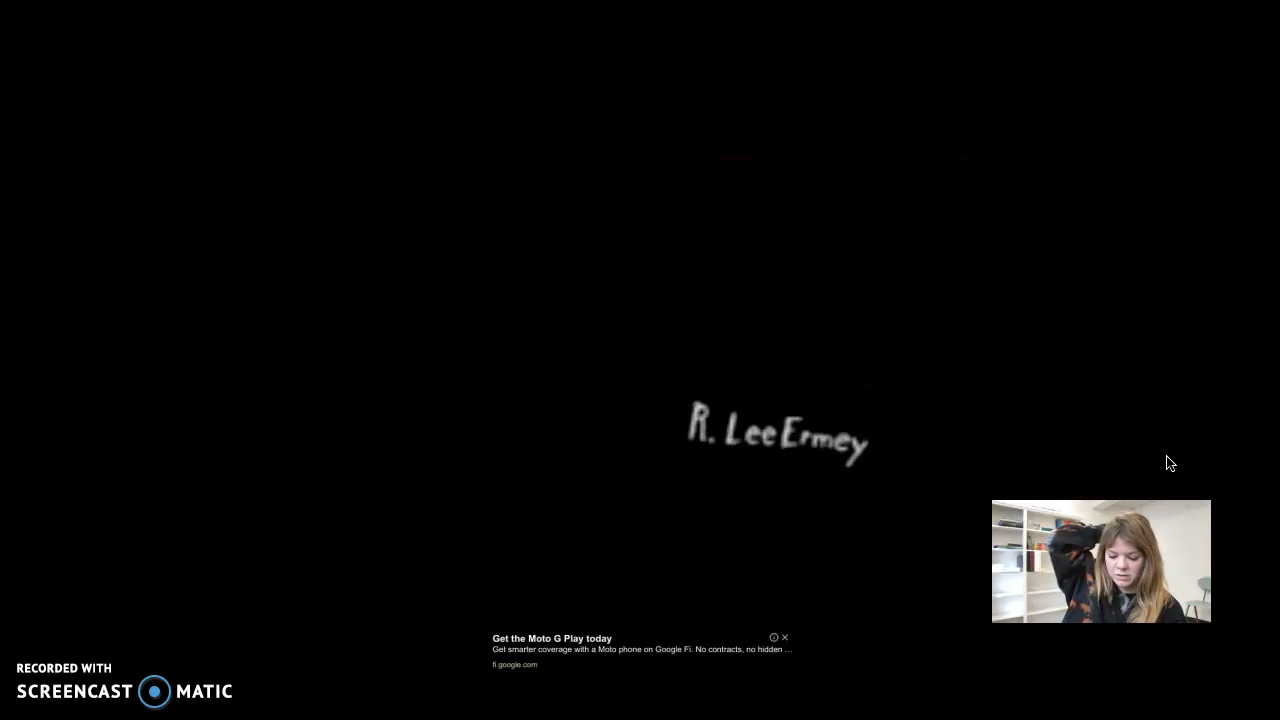 R. Lee Ermey
Get the Moto G Play today
Get smarter coverage with a Moto phone on Google Fi. No contracts, no hidden ...
fi.google.com
RECORDED WITH
SCREENCAST MATIC